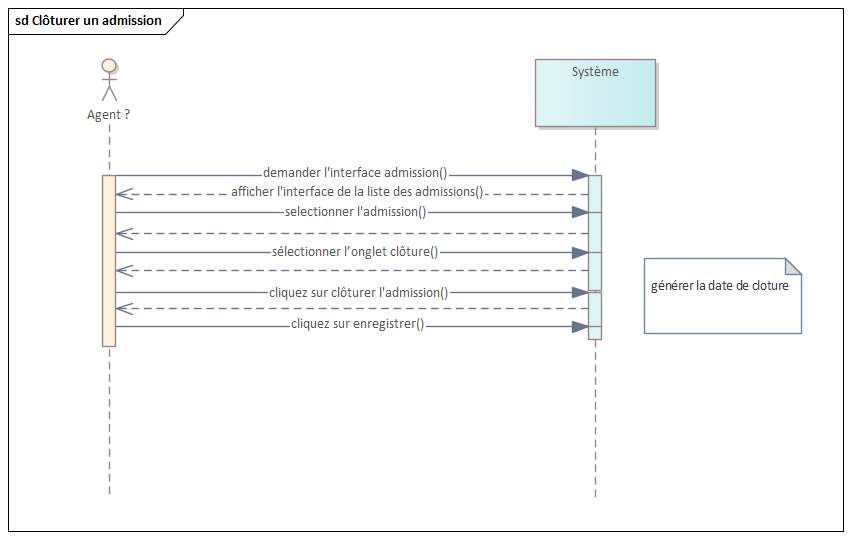 sd Clôturer un admission
Système
Agent ?
demander l'interface admission()
afficher l'interface de la liste des admissions()
selectionner l'admission()
sélectionner l’onglet clôture()
cliquez sur clôturer l'admission()
cliquez sur enregistrer()
générer la date de cloture